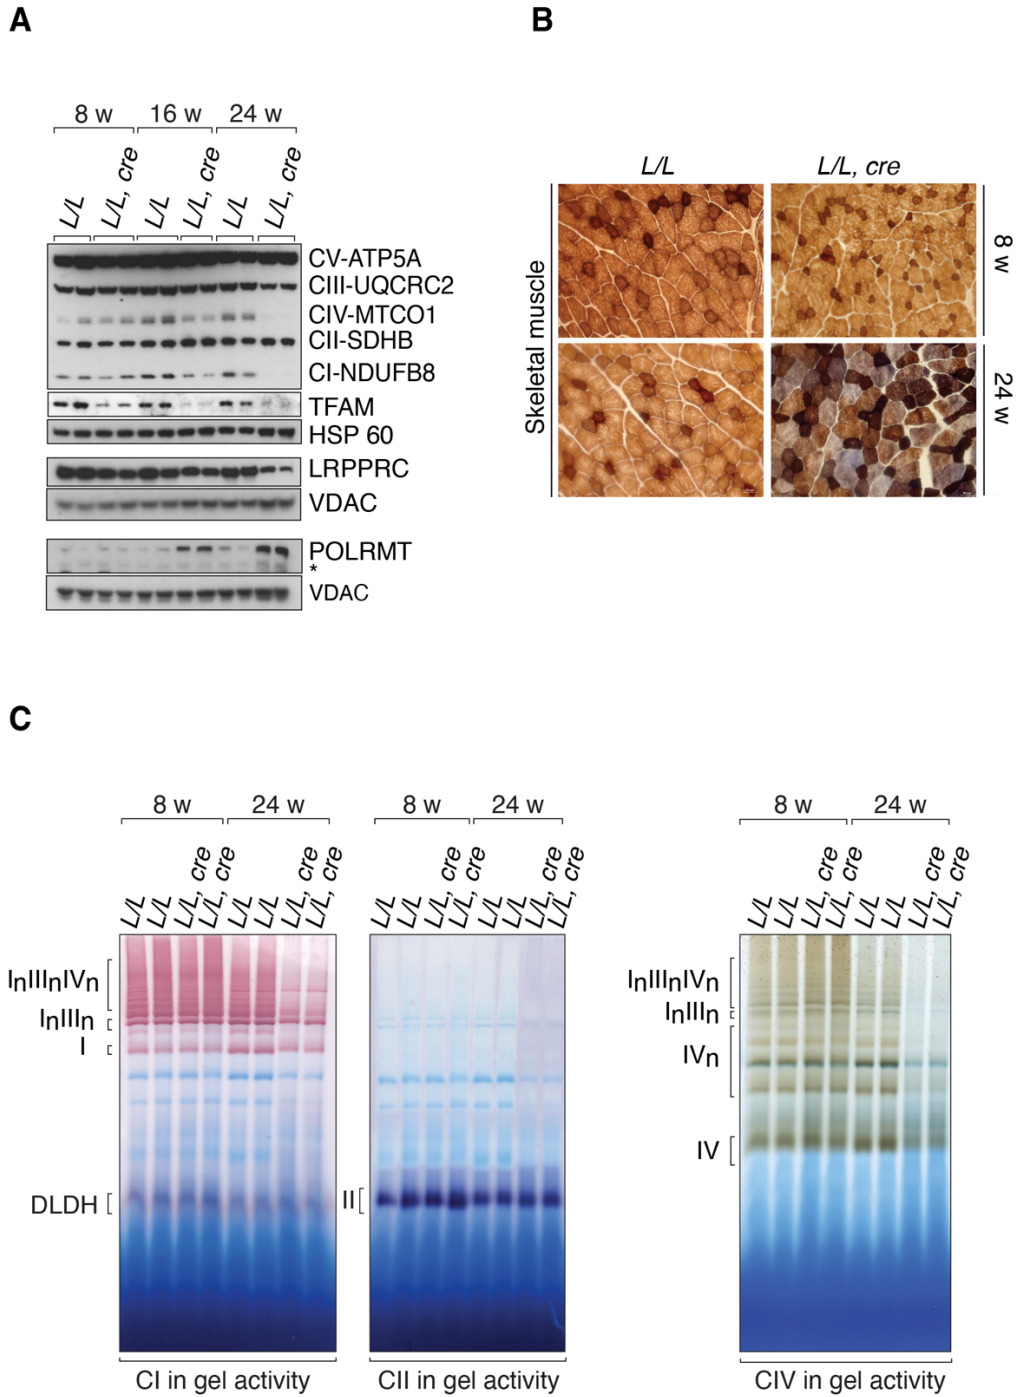 A
8 w 16 w 24 w
L/L L/L, cre L/L L/L, cre L/L L/L, cre
CV-ATP5A
CIII-UQCRC2
CIV-MTCO1
CII-SDHB
CI-NDUFB8
TFAM
HSP 60
LRPPRC
VDAC
POLRMT
*
VDAC
B
L/L L/L, cre
Skeletal muscle
8 w
24 w
C
8 w 24 w
L/L L/L L/L, cre L/L, cre L/L L/L L/L, cre L/L, cre
InIIInIVn
InIIIn
I
DLDH
CI in gel activity
8 w 24 w
L/L L/L L/L, cre L/L, cre L/L L/L L/L, cre L/L, cre
II
CII in gel activity
8 w 24 w
L/L L/L L/L, cre L/L, cre L/L L/L L/L, cre L/L, cre
InIIInIVn
InIIIn
IVn
IV
CIV in gel activity